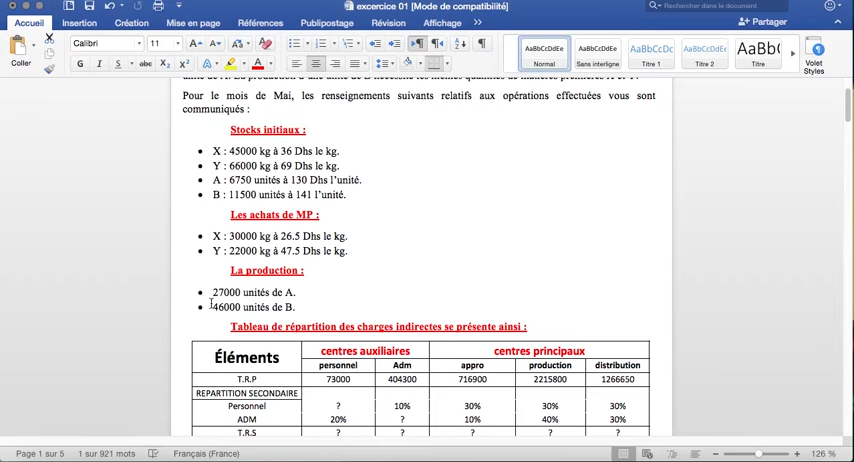 excercice 01 [Mode de compatibilité]
Rechercher dans le document
Accueil Insertion Création Mise en page Références Publipostage Révision Affichage
Partager
Coller Calibri 11
G I S abc X₂ X² A
AaBbCcDdEe AaBbCcDdEe AaBbCcDc AaBbCcDdEe AaBbC
Normal Sans interligne Titre 1 Titre 2 Titre
Volet
Styles
Pour le mois de Mai, les renseignements suivants relatifs aux opérations effectuées vous sont
communiqués :
Stocks initiaux :
• X : 45000 kg à 36 Dhs le kg.
• Y : 66000 kg à 69 Dhs le kg.
• A : 6750 unités à 130 Dhs l'unité.
• B : 11500 unités à 141 l'unité.
Les achats de MP :
• X : 30000 kg à 26.5 Dhs le kg.
• Y : 22000 kg à 47.5 Dhs le kg.
La production :
• 27000 unités de A.
• 46000 unités de B.
Tableau de répartition des charges indirectes se présente ainsi :
Éléments centres auxiliaires centres principaux
personnel Adm appro production distribution
T.R.P 73000 404300 716900 2215800 1266650
REPARTITION SECONDAIRE
Personnel ? 10% 30% 30% 30%
ADM 20% ? 10% 40% 30%
T.R.S ? ? ? ? ?
Page 1 sur 5 1 sur 921 mots Français (France) 126 %